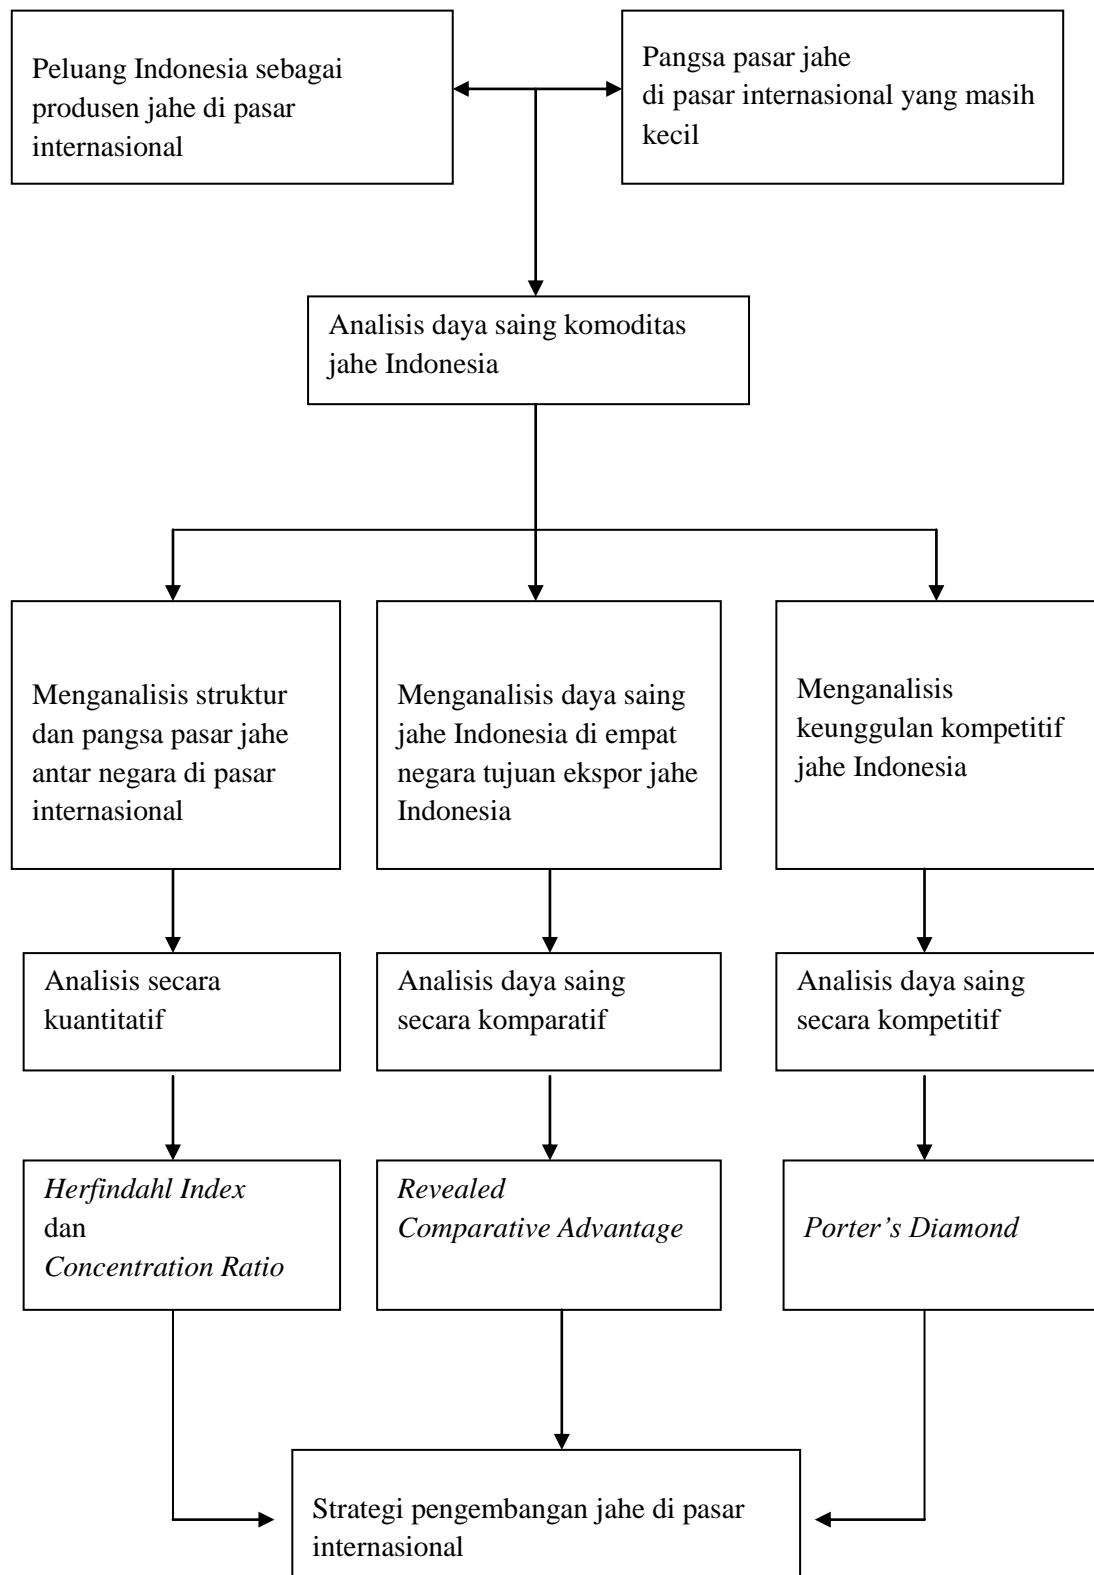 Peluang Indonesia sebagai
produsen jahe di pasar
internasional
Pangsa pasar jahe
di pasar internasional yang masih
kecil
Analisis daya saing komoditas
jahe Indonesia
Menganalisis struktur
dan pangsa pasar jahe
antar negara di pasar
internasional
Menganalisis daya saing
jahe Indonesia di empat
negara tujuan ekspor jahe
Indonesia
Menganalisis
keunggulan kompetitif
jahe Indonesia
Analisis secara
kuantitatif
Analisis daya saing
secara komparatif
Analisis daya saing
secara kompetitif
Herfindahl Index
dan
Concentration Ratio
Revealed
Comparative Advantage
Porter’s Diamond
Strategi pengembangan jahe di pasar
internasional